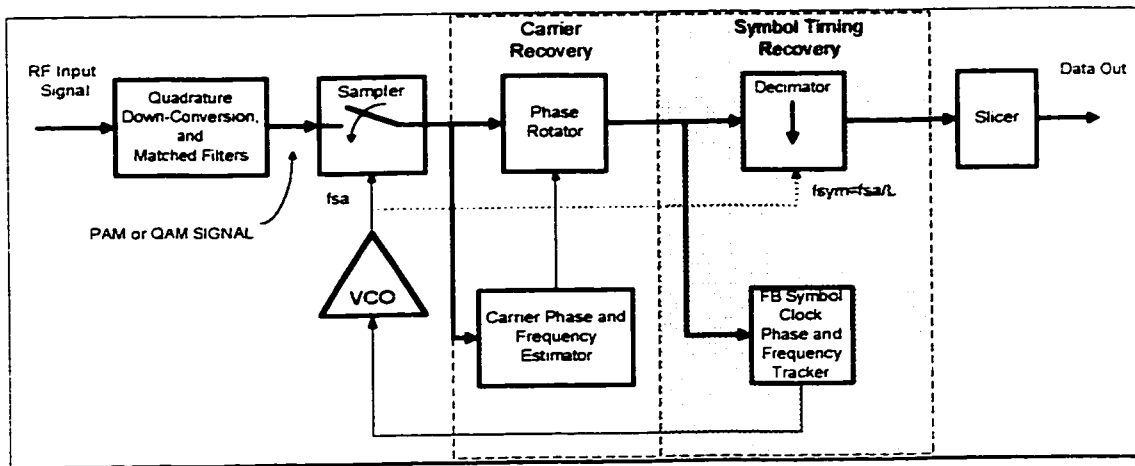 Carrier
Recovery
Symbol Timing
Recovery
RF Input
Signal
Data Out
Quadrature
Down-Conversion,
and
Matched Filters
Sampler
Phase
Rotator
Decimator
Slicer
fsa
fsym=fsa/L
PAM or QAM SIGNAL
VCO
Carrier Phase and
Frequency
Estimator
FB Symbol
Clock
Phase and
Frequency
Tracker